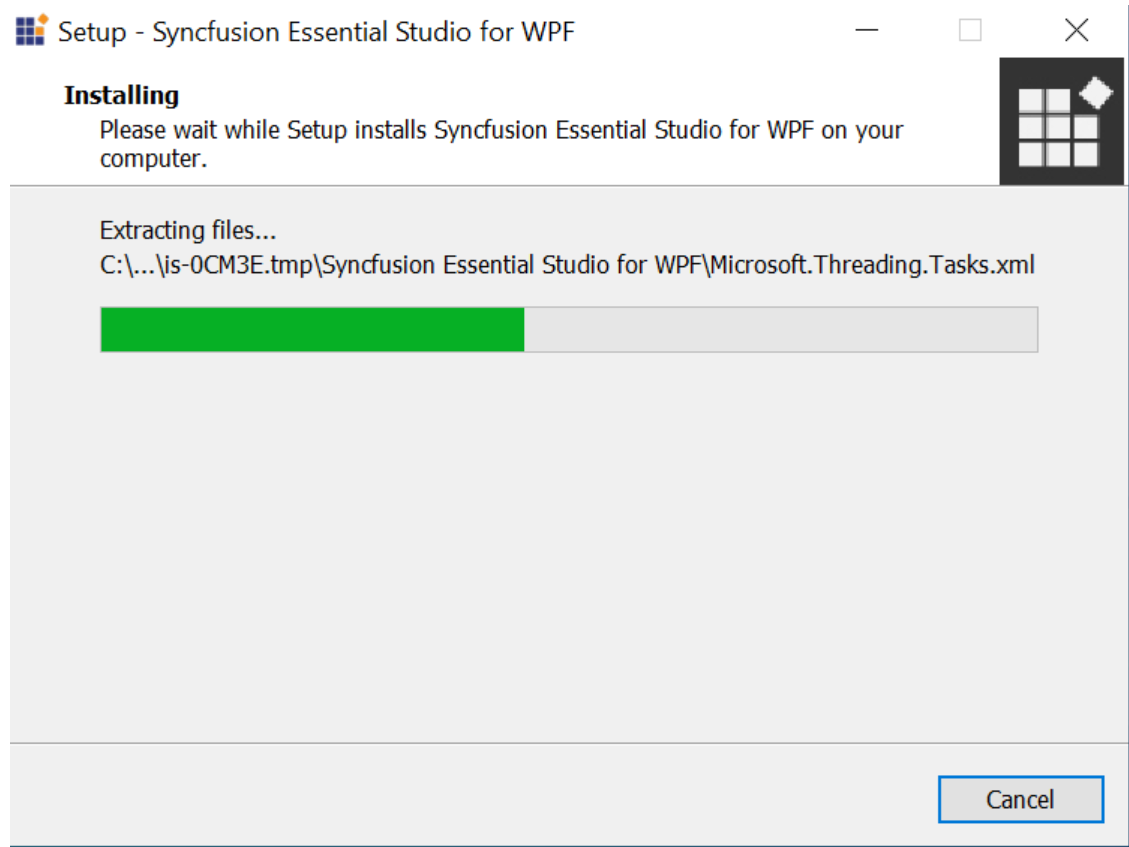 Setup - Syncfusion Essential Studio for WPF
Installing
Please wait while Setup installs Syncfusion Essential Studio for WPF on your
computer.
Extracting files...
C:\...\is-0CM3E.tmp\Syncfusion Essential Studio for WPF\Microsoft.Threading.Tasks.xml
Cancel